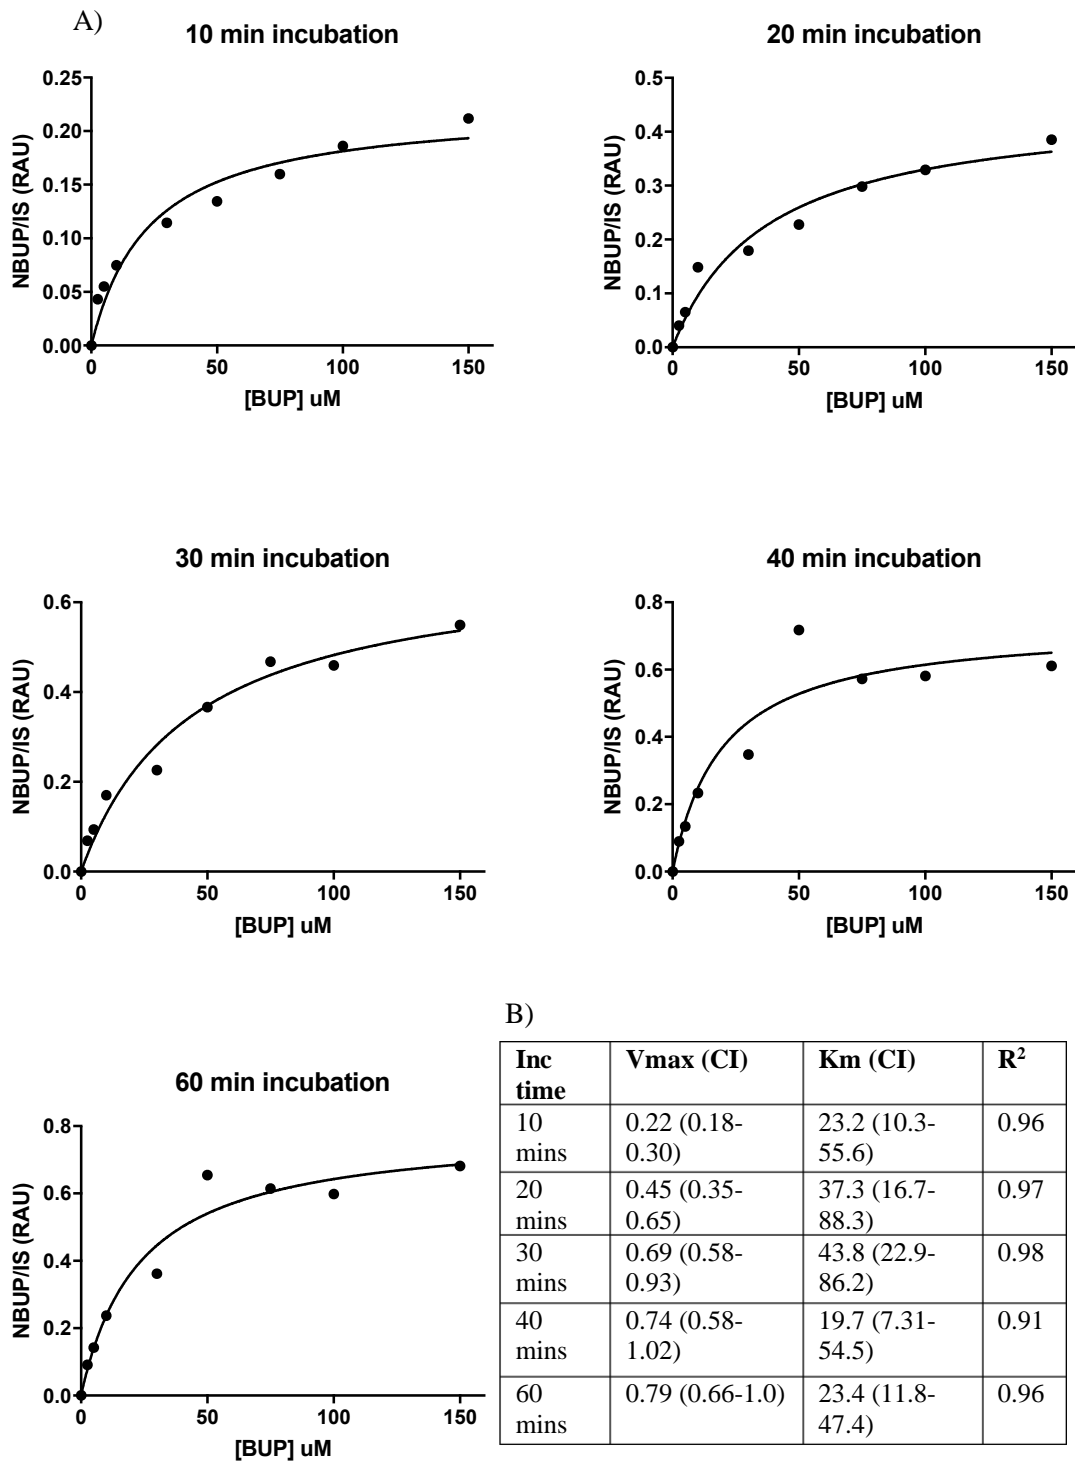 A)
10 min incubation
NBUP/IS (RAU)
0.25
0.20
0.15
0.10
0.05
0.00
0 50 100 150
[BUP] uM
20 min incubation
NBUP/IS (RAU)
0.5
0.4
0.3
0.2
0.1
0.0
0 50 100 150
[BUP] uM
30 min incubation
NBUP/IS (RAU)
0.6
0.4
0.2
0.0
0 50 100 150
[BUP] uM
40 min incubation
NBUP/IS (RAU)
0.8
0.6
0.4
0.2
0.0
0 50 100 150
[BUP] uM
60 min incubation
NBUP/IS (RAU)
0.8
0.6
0.4
0.2
0.0
0 50 100 150
[BUP] uM
B)
Inc
time
Vmax (CI)
Km (CI)
R²
10
mins
0.22 (0.18-
0.30)
23.2 (10.3-
55.6)
0.96
20
mins
0.45 (0.35-
0.65)
37.3 (16.7-
88.3)
0.97
30
mins
0.69 (0.58-
0.93)
43.8 (22.9-
86.2)
0.98
40
mins
0.74 (0.58-
1.02)
19.7 (7.31-
54.5)
0.91
60
mins
0.79 (0.66-1.0)
23.4 (11.8-
47.4)
0.96